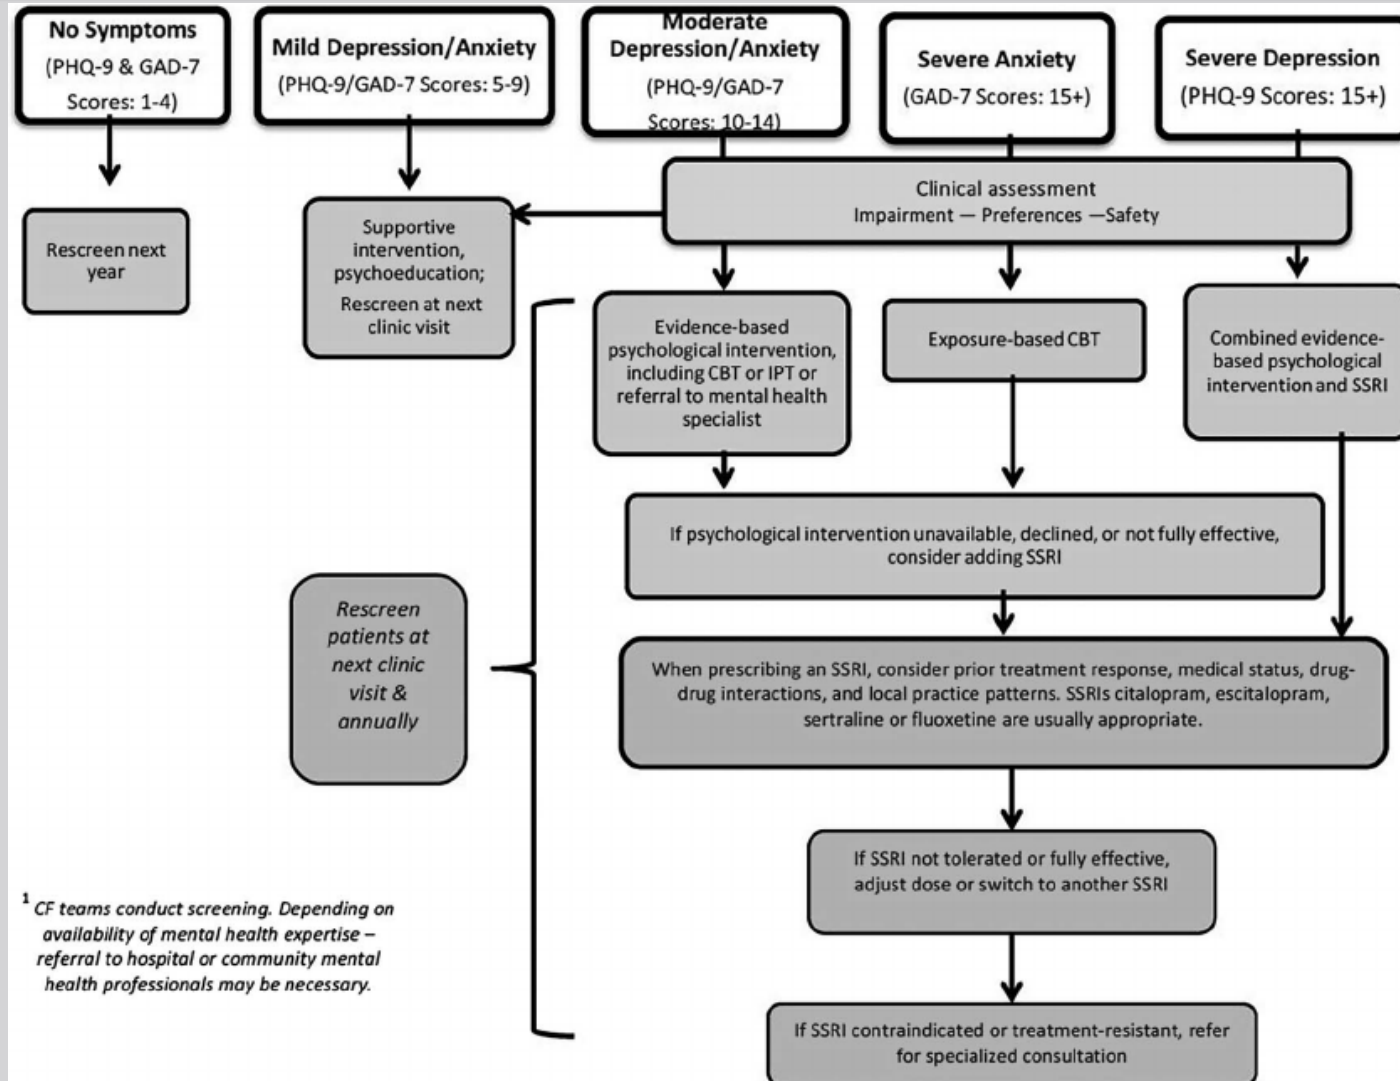 No Symptoms
(PHQ-9 & GAD-7
Scores: 1-4)
Mild Depression/Anxiety
(PHQ-9/GAD-7 Scores: 5-9)
Moderate
Depression/Anxiety
(PHQ-9/GAD-7
Scores: 10-14)
Severe Anxiety
(GAD-7 Scores: 15+)
Severe Depression
(PHQ-9 Scores: 15+)
Clinical assessment
Impairment — Preferences —Safety
Rescreen next
year
Supportive
intervention,
psychoeducation;
Rescreen at next
clinic visit
Evidence-based
psychological intervention,
including CBT or IPT or
referral to mental health
specialist
Exposure-based CBT
Combined evidence-
based psychological
intervention and SSRI
If psychological intervention unavailable, declined, or not fully effective,
consider adding SSRI
Rescreen
patients at
next clinic
visit &
annually
When prescribing an SSRI, consider prior treatment response, medical status, drug-
drug interactions, and local practice patterns. SSRIs citalopram, escitalopram,
sertraline or fluoxetine are usually appropriate.
If SSRI not tolerated or fully effective,
adjust dose or switch to another SSRI
1 CF teams conduct screening. Depending on
availability of mental health expertise –
referral to hospital or community mental
health professionals may be necessary.
If SSRI contraindicated or treatment-resistant, refer
for specialized consultation